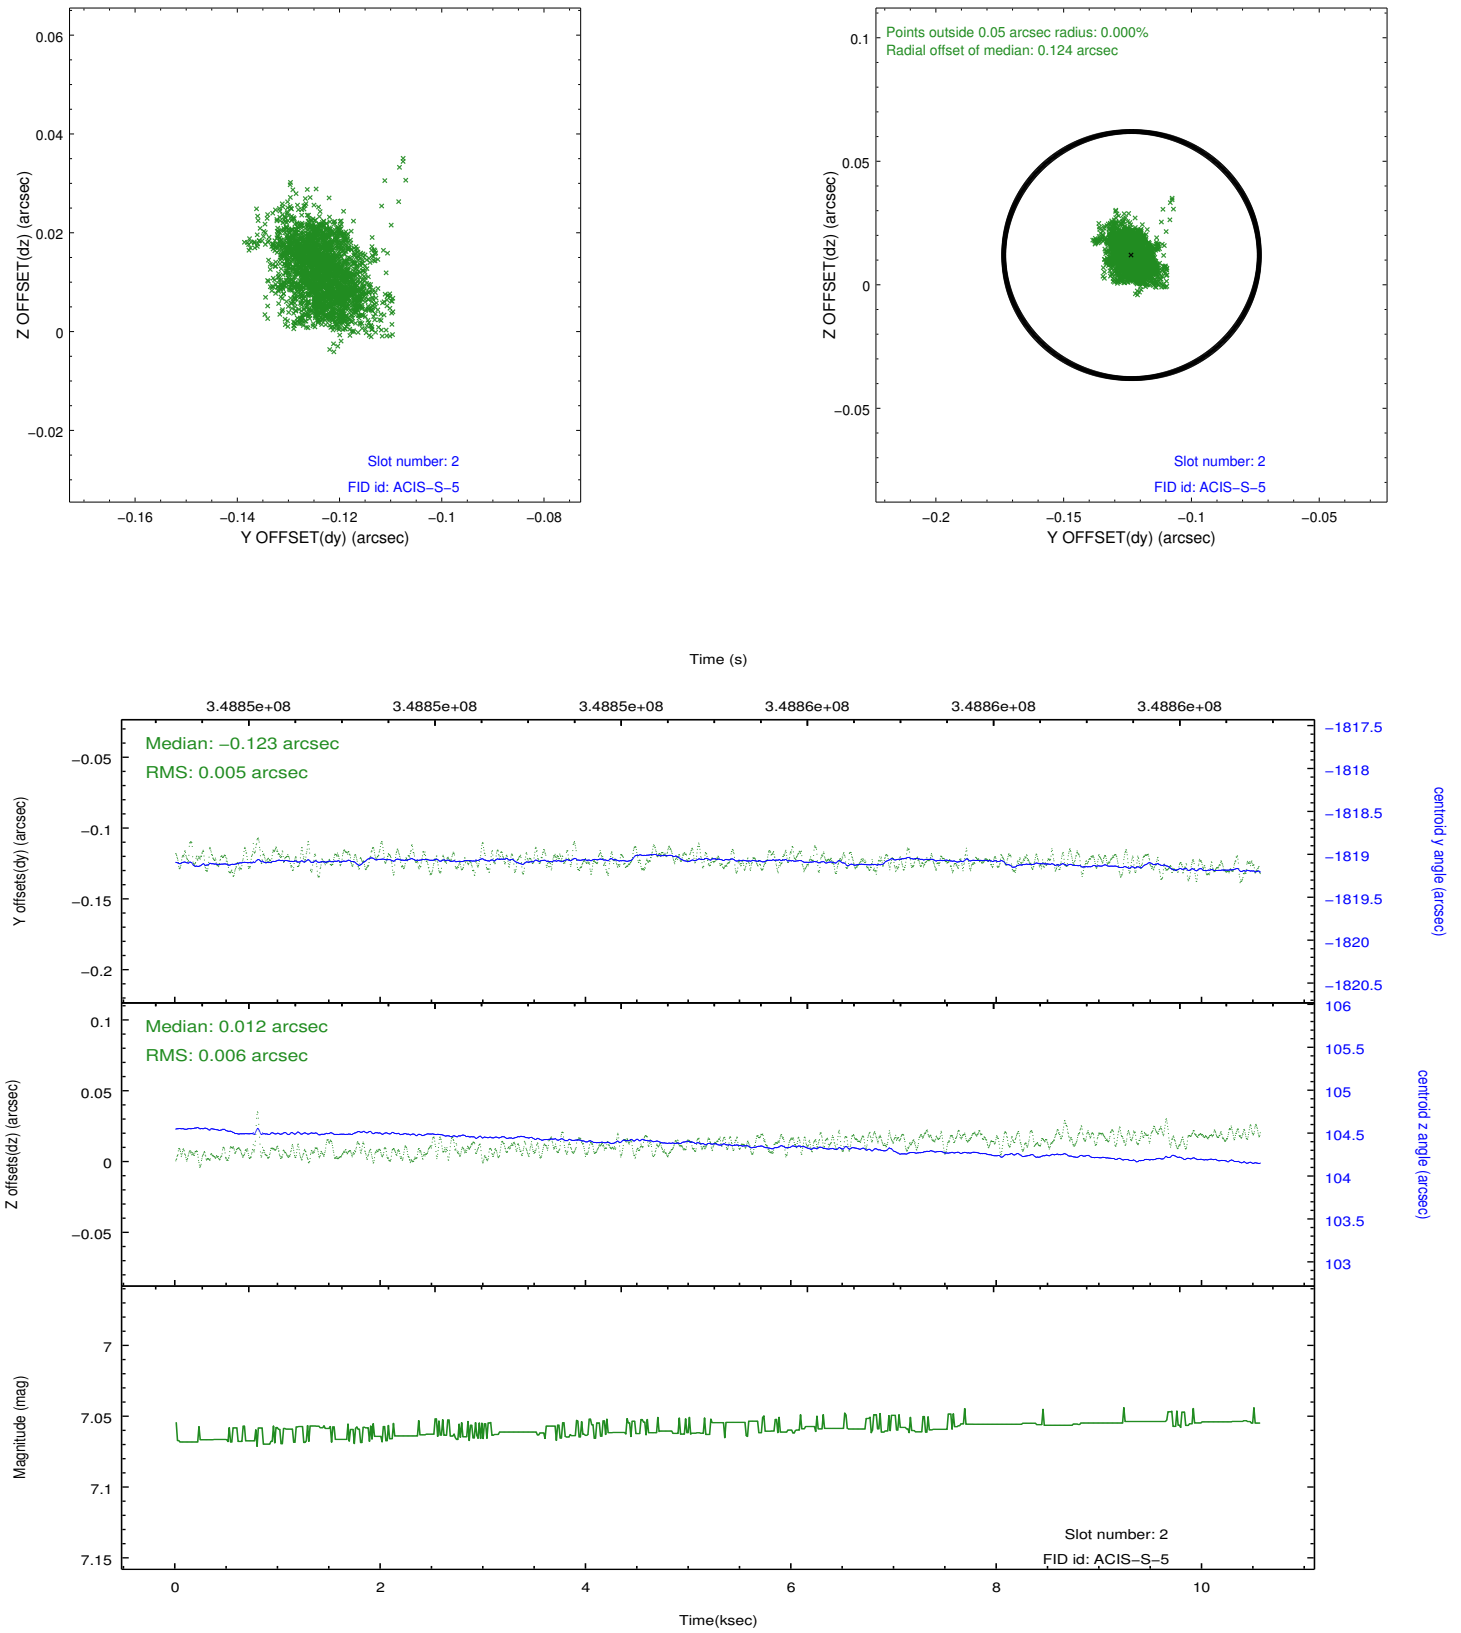 0.06
0.04
0.02
0
−0.02
Z OFFSET(dz) (arcsec)
−0.16
−0.14
−0.12
−0.1
−0.08
Y OFFSET(dy) (arcsec)
Slot number: 2
FID id: ACIS−S−5
Points outside 0.05 arcsec radius: 0.000%
Radial offset of median: 0.124 arcsec
0.1
0.05
0
−0.05
Z OFFSET(dz) (arcsec)
−0.2
−0.15
−0.1
−0.05
Y OFFSET(dy) (arcsec)
Slot number: 2
FID id: ACIS−S−5
Time (s)
3.4885e+08
3.4885e+08
3.4885e+08
3.4886e+08
3.4886e+08
3.4886e+08
Median: −0.123 arcsec
RMS: 0.005 arcsec
−0.05
−0.1
−0.15
−0.2
Y offsets(dy) (arcsec)
−1817.5
−1818
−1818.5
−1819
−1819.5
−1820
−1820.5
centroid y angle (arcsec)
Median: 0.012 arcsec
RMS: 0.006 arcsec
0.1
0.05
0
−0.05
Z offsets(dz) (arcsec)
106
105.5
105
104.5
104
103.5
103
centroid z angle (arcsec)
7
7.05
7.1
7.15
Magnitude (mag)
Slot number: 2
FID id: ACIS−S−5
0
2
4
6
8
10
Time(ksec)